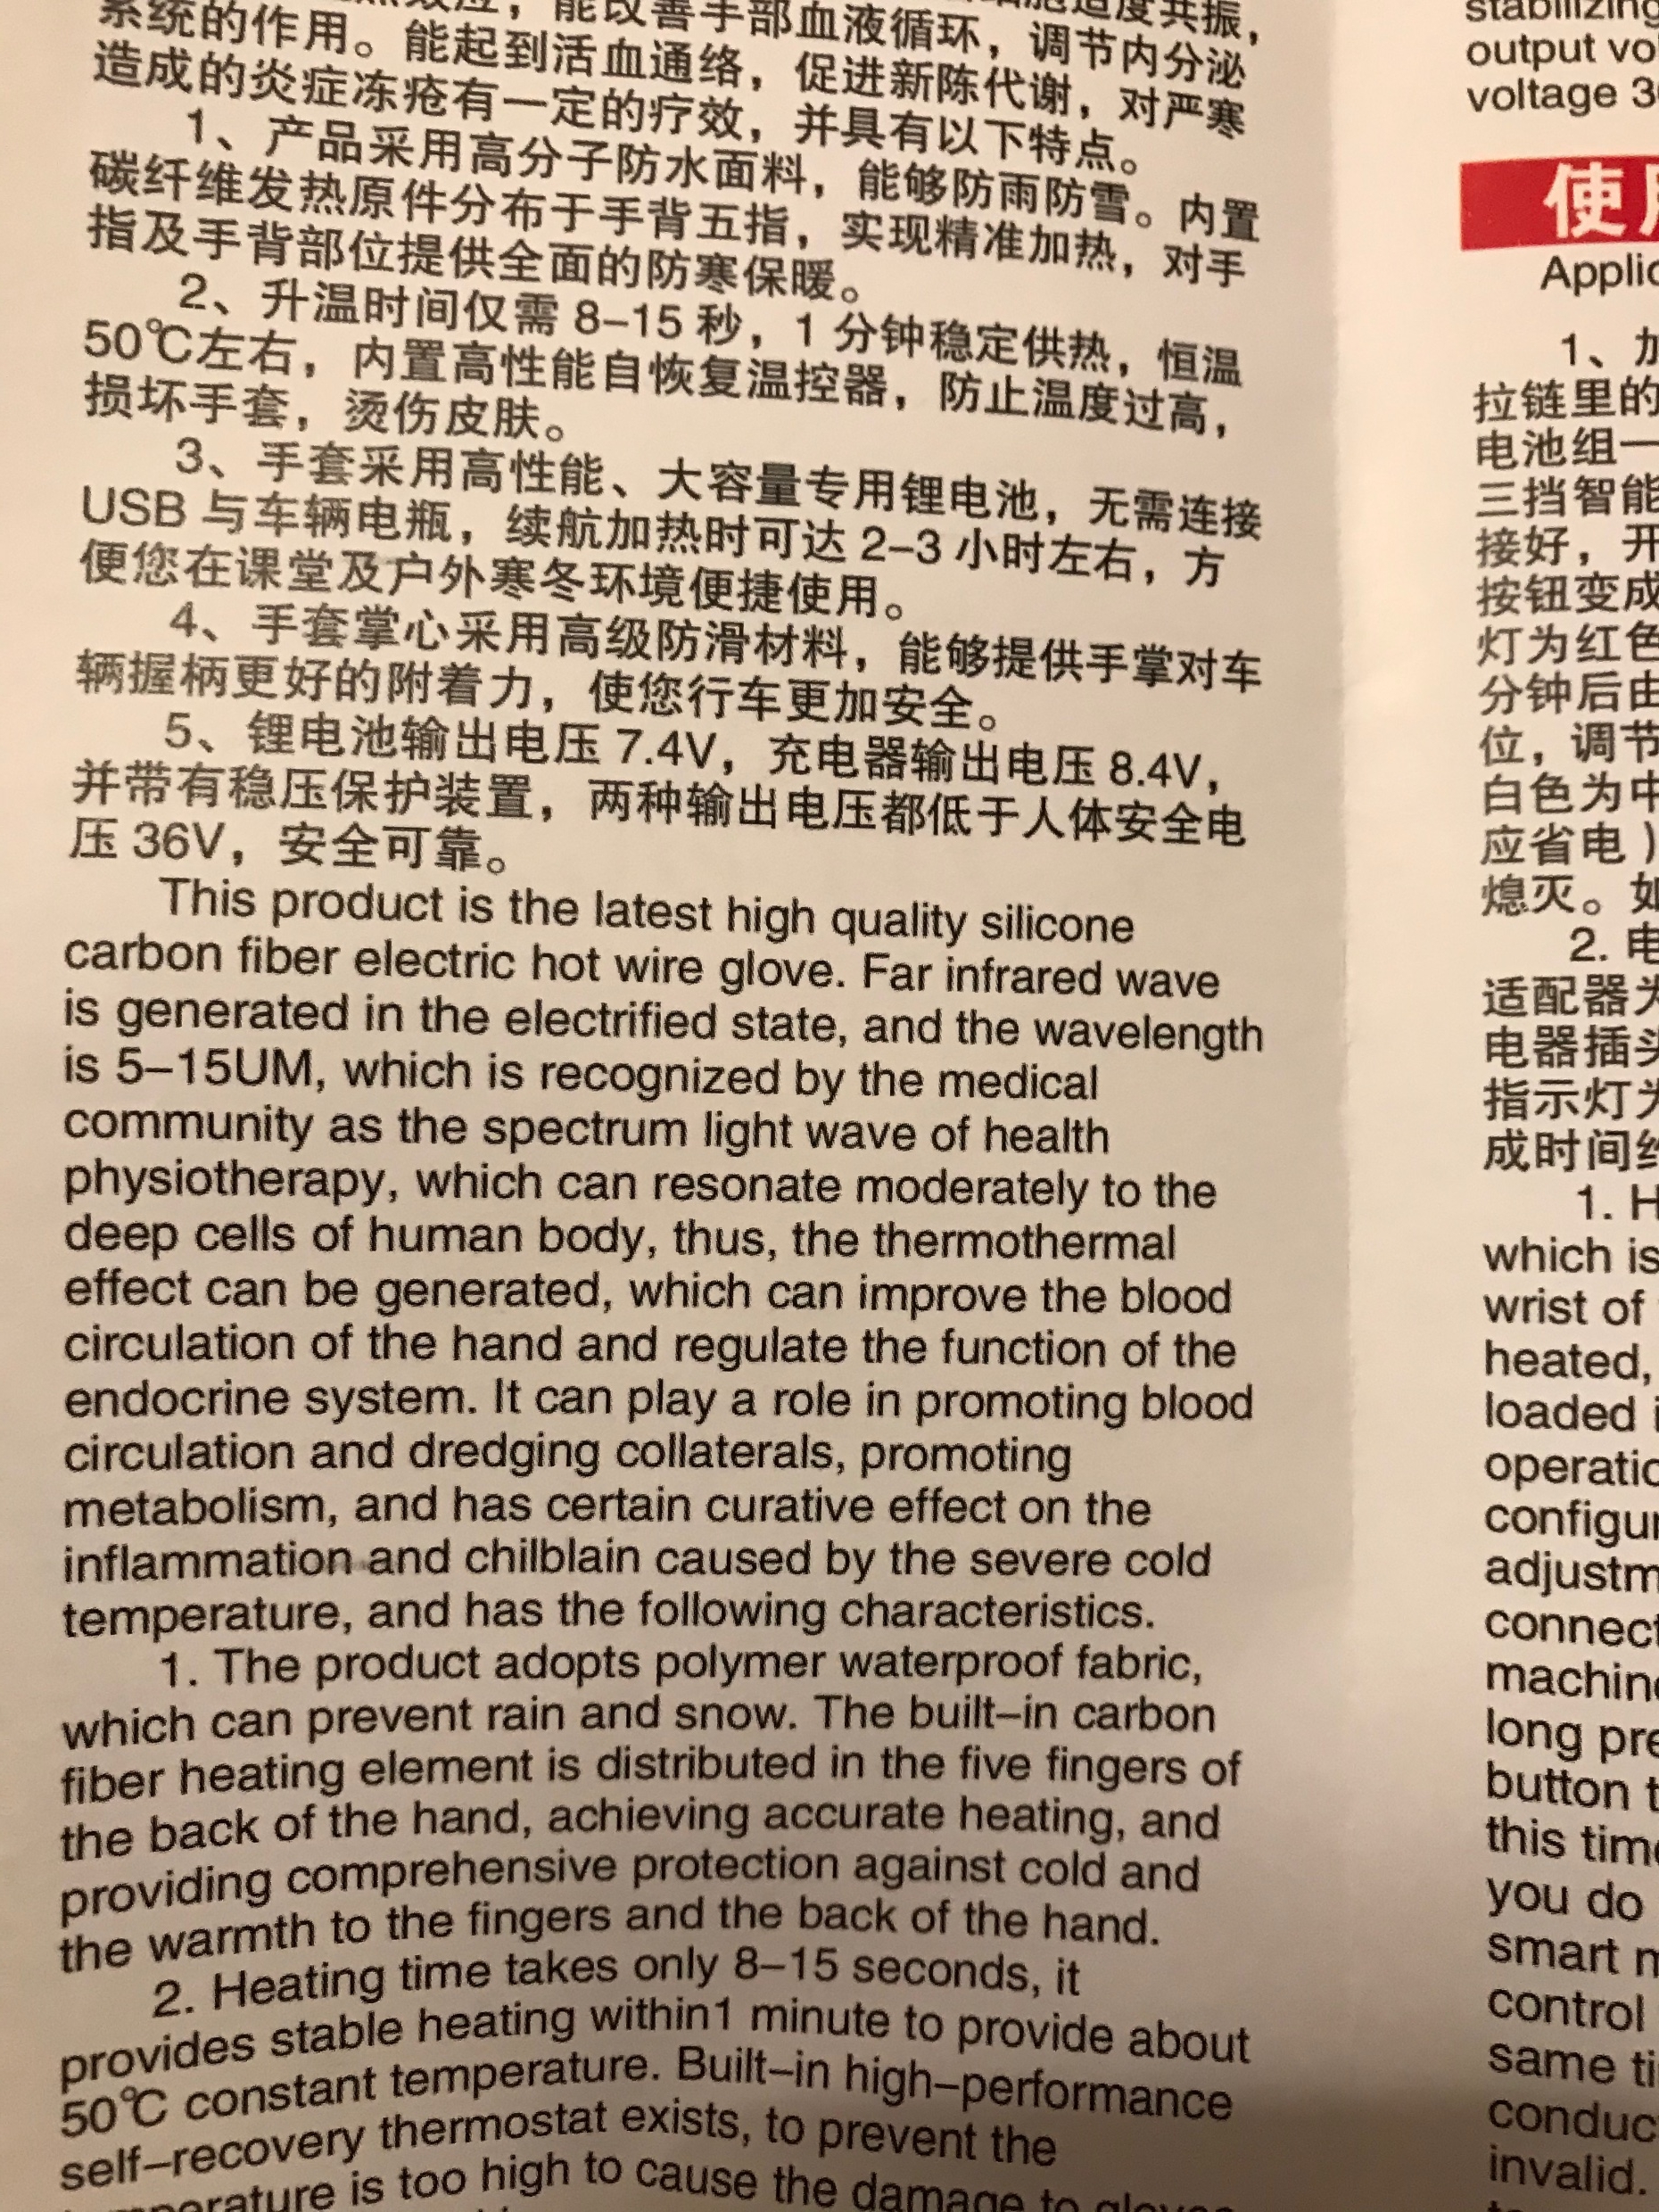 能改善手部血液循环，调节内分泌
系统的作用。能起到活血通络，促进新陈代谢，对严寒
造成的炎症冻疮有一定的疗效，并具有以下特点。
1、产品采用高分子防水面料，能够防雨防雪。内置
碳纤维发热原件分布于手背五指，实现精准加热，对手
指及手背部位提供全面的防寒保暖。
2、升温时间仅需 8–15 秒，1 分钟稳定供热，恒温
50℃左右，内置高性能自恢复温控器，防止温度过高，
损坏手套，烫伤皮肤。
3、手套采用高性能、大容量专用锂电池，无需连接
USB 与车辆电瓶，续航加热时可达 2–3 小时左右，方
便您在课堂及户外寒冬环境便捷使用。
4、手套掌心采用高级防滑材料，能够提供手掌对车
辆握柄更好的附着力，使您行车更加安全。
5、锂电池输出电压 7.4V，充电器输出电压 8.4V，
并带有稳压保护装置，两种输出电压都低于人体安全电
压 36V，安全可靠。
This product is the latest high quality silicone
carbon fiber electric hot wire glove. Far infrared wave
is generated in the electrified state, and the wavelength
is 5–15UM, which is recognized by the medical
community as the spectrum light wave of health
physiotherapy, which can resonate moderately to the
deep cells of human body, thus, the thermothermal
effect can be generated, which can improve the blood
circulation of the hand and regulate the function of the
endocrine system. It can play a role in promoting blood
circulation and dredging collaterals, promoting
metabolism, and has certain curative effect on the
inflammation and chilblain caused by the severe cold
temperature, and has the following characteristics.
1. The product adopts polymer waterproof fabric,
which can prevent rain and snow. The built–in carbon
fiber heating element is distributed in the five fingers of
the back of the hand, achieving accurate heating, and
providing comprehensive protection against cold and
the warmth to the fingers and the back of the hand.
2. Heating time takes only 8–15 seconds, it
provides stable heating within1 minute to provide about
50℃ constant temperature. Built–in high–performance
self–recovery thermostat exists, to prevent the
is too high to cause the damage to
stabilizing
output
voltage
使
1、加
拉链里的
电池组一
三挡智能
接好，开
按钮变成
灯为红色
分钟后由
位，调节
白色为中
应省电）
熄灭。如
2. 电
适配器为
电器插头
指示灯为
成时间约
1. H
which is
wrist of
heated,
loaded
this
you do
smart
control
same
invalid.